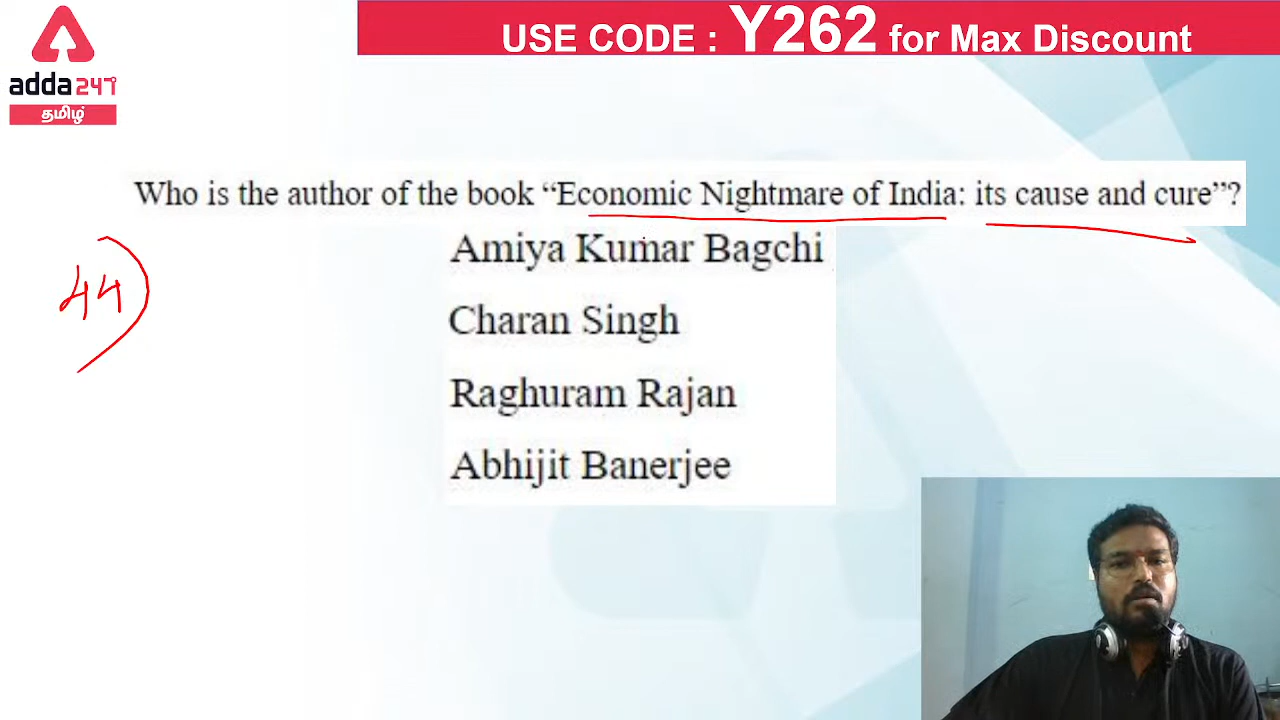 USE CODE : Y262 for Max Discount
adda247
தமிழ்
Who is the author of the book “Economic Nightmare of India: its cause and cure”?
44)
Amiya Kumar Bagchi
Charan Singh
Raghuram Rajan
Abhijit Banerjee